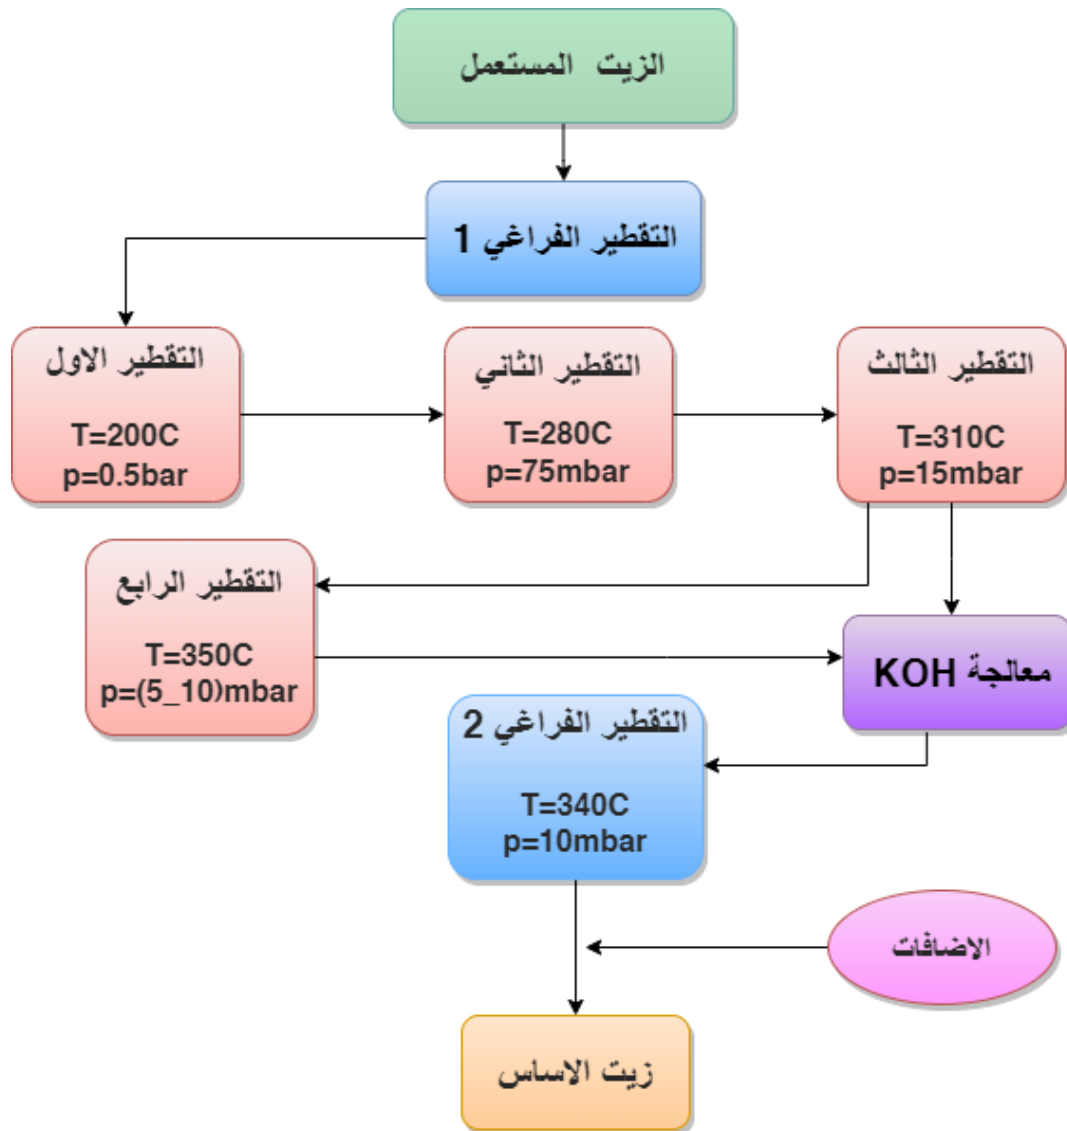 الزيت المستعمل
التقطير الفراغي 1
التقطير الاول
T=200C
p=0.5bar
التقطير الثاني
T=280C
p=75mbar
التقطير الثالث
T=310C
p=15mbar
التقطير الرابع
T=350C
p=(5_10)mbar
معالجة KOH
التقطير الفراغي 2
T=340C
p=10mbar
الاضافات
زيت الاساس